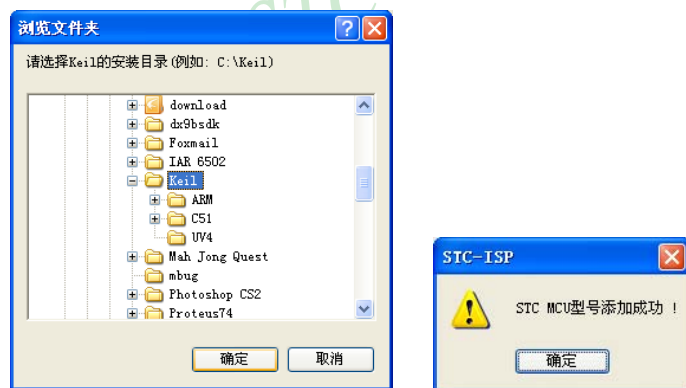 STC
浏览文件夹
请选择Keil的安装目录(例如: C:\Keil)
download
dx9bsdk
Foxmail
IAR 6502
Keil
ARM
C51
UV4
Mah Jong Quest
mbug
Photoshop CS2
Proteus74
确定 取消
STC-ISP
STC MCU型号添加成功 !
确定